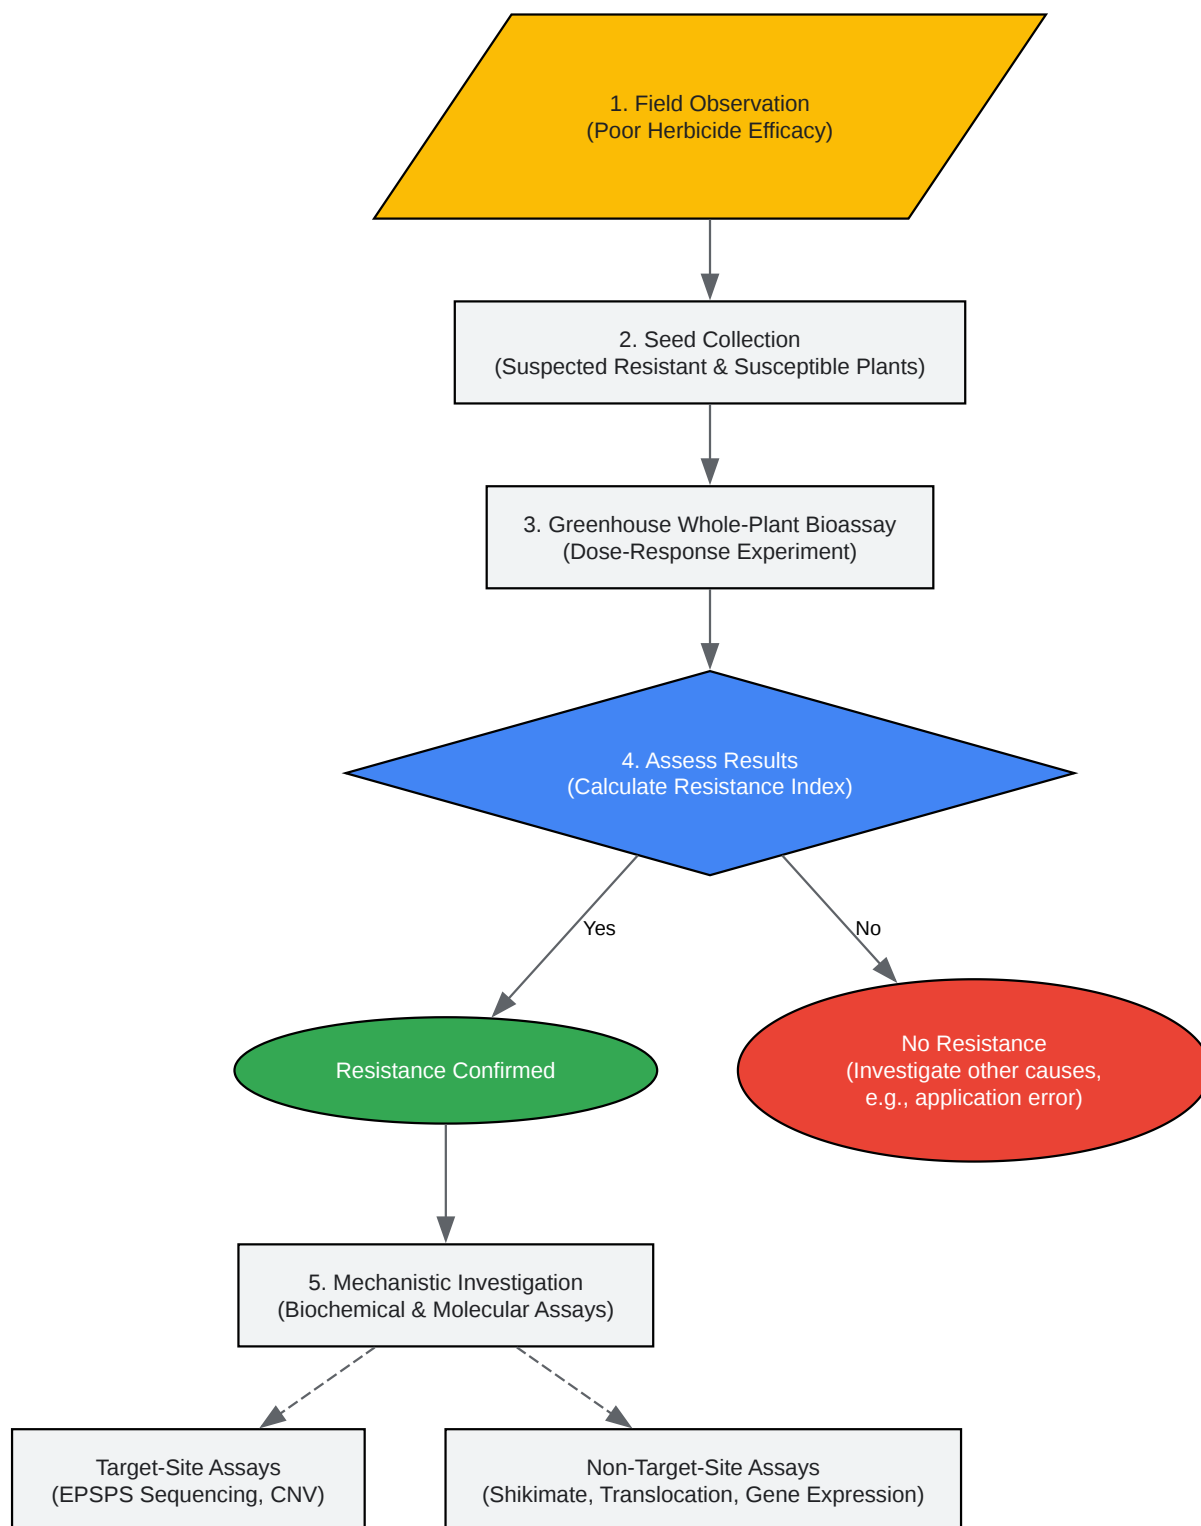 1. Field Observation
(Poor Herbicide Efficacy)
2. Seed Collection
(Suspected Resistant & Susceptible Plants)
3. Greenhouse Whole-Plant Bioassay
(Dose-Response Experiment)
4. Assess Results
(Calculate Resistance Index)
Yes
No
Resistance Confirmed
No Resistance
(Investigate other causes,
e.g., application error)
5. Mechanistic Investigation
(Biochemical & Molecular Assays)
Target-Site Assays
(EPSPS Sequencing, CNV)
Non-Target-Site Assays
(Shikimate, Translocation, Gene Expression)